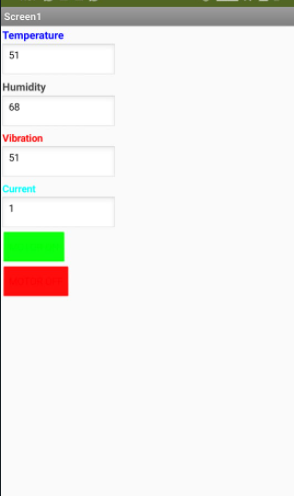 Screen1
Temperature
51
Humidity
68
Vibration
51
Current
1